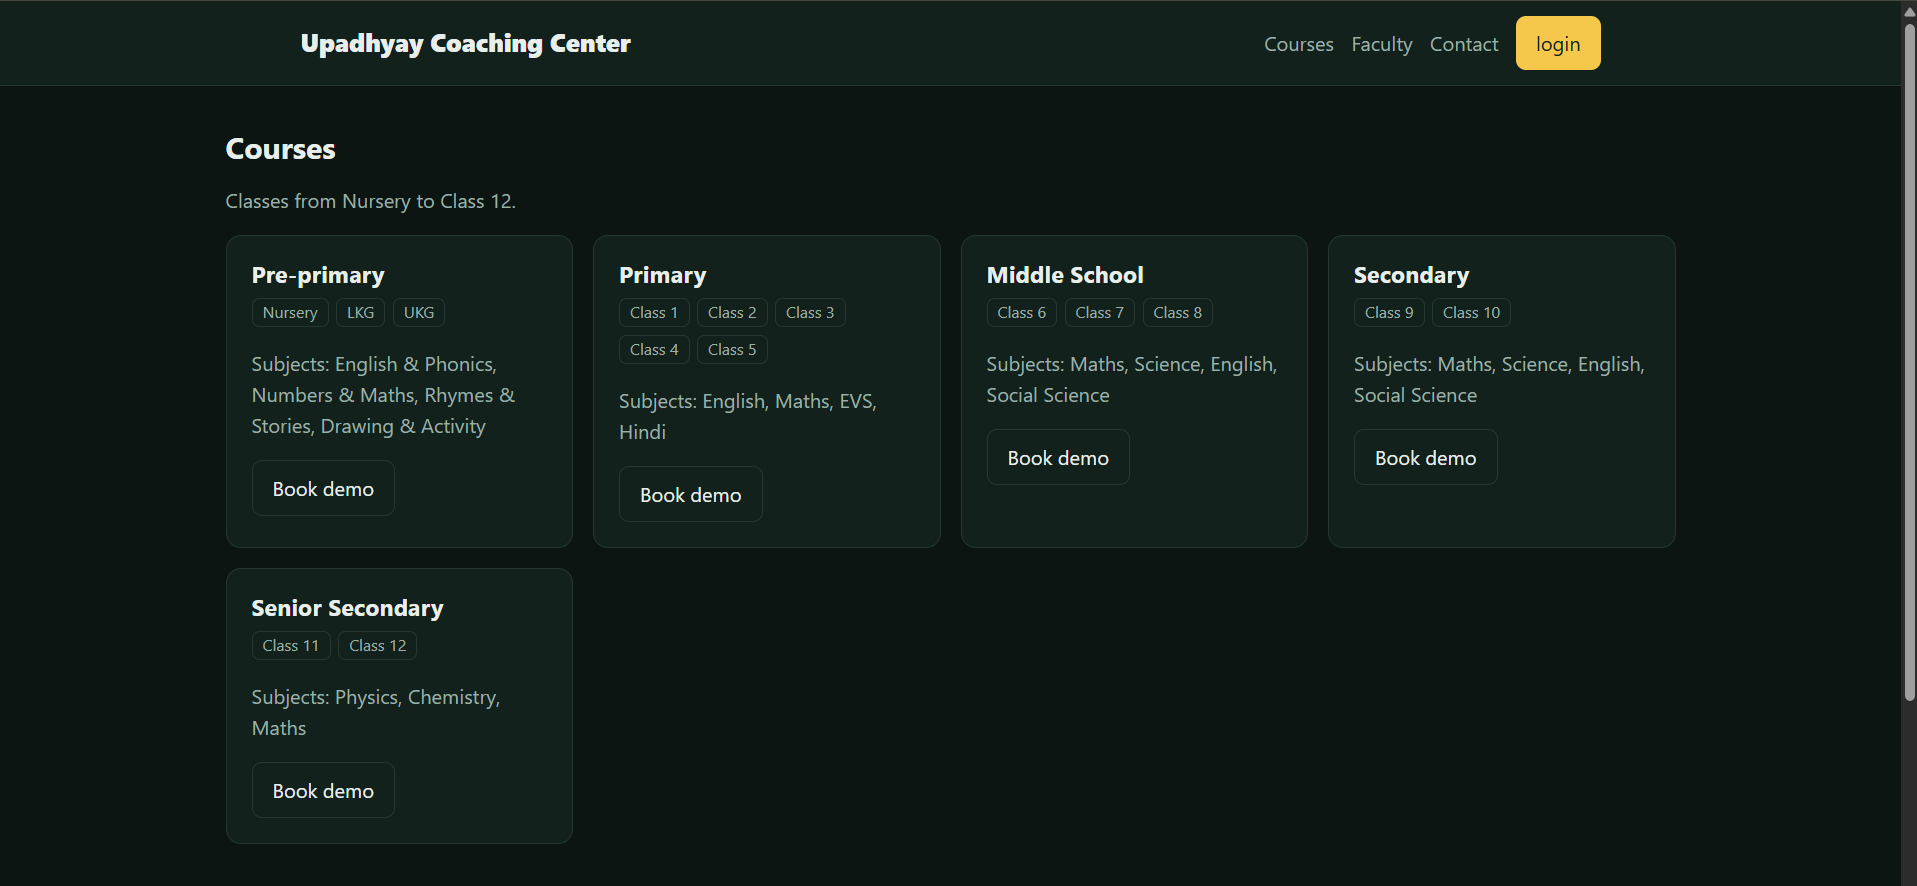 Upadhyay Coaching Center
Courses Faculty Contact login
Courses
Classes from Nursery to Class 12.
Pre-primary
Nursery LKG UKG
Subjects: English & Phonics,
Numbers & Maths, Rhymes &
Stories, Drawing & Activity
Book demo
Primary
Class 1 Class 2 Class 3
Class 4 Class 5
Subjects: English, Maths, EVS,
Hindi
Book demo
Middle School
Class 6 Class 7 Class 8
Subjects: Maths, Science, English,
Social Science
Book demo
Secondary
Class 9 Class 10
Subjects: Maths, Science, English,
Social Science
Book demo
Senior Secondary
Class 11 Class 12
Subjects: Physics, Chemistry,
Maths
Book demo